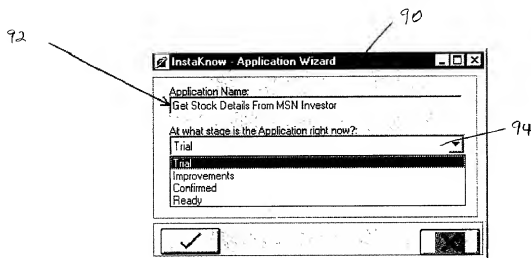 90
92
InstaKnow - Application Wizard
Application Name:
Get Stock Details From MSN Investor
At what stage is the Application right now?:
94
Trial
Trial
Improvements
Confirmed
Ready